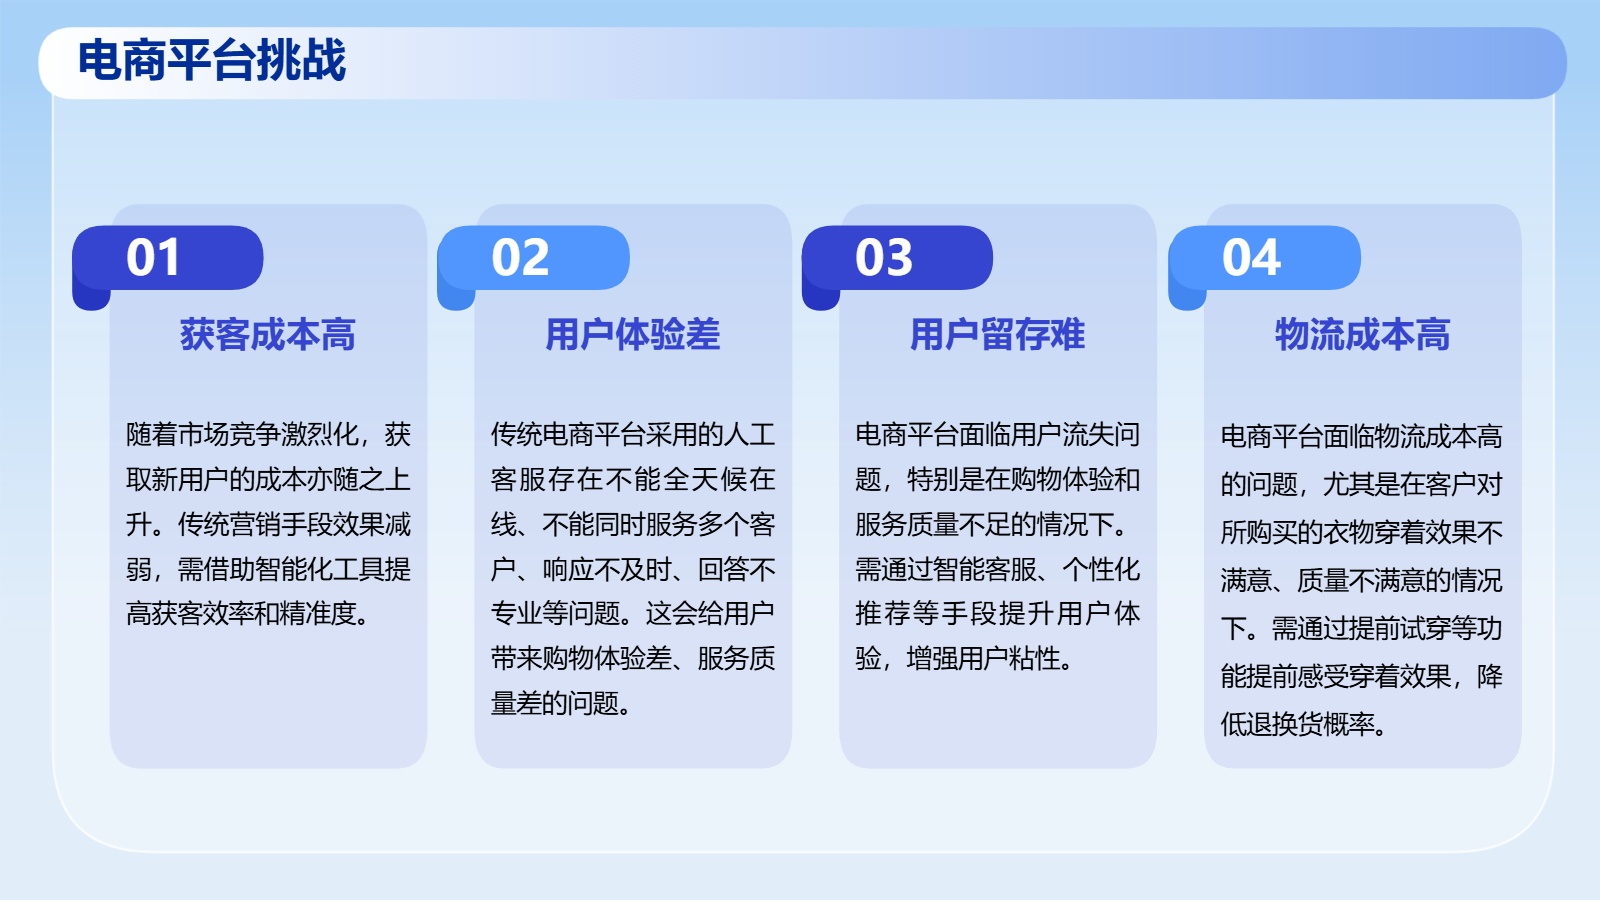 电商平台挑战
01
获客成本高
随着市场竞争激烈化，获
取新用户的成本亦随之上
升。传统营销手段效果减
弱，需借助智能化工具提
高获客效率和精准度。
02
用户体验差
传统电商平台采用的人工
客服存在不能全天候在
线、不能同时服务多个客
户、响应不及时、回答不
专业等问题。这会给用户
带来购物体验差、服务质
量差的问题。
03
用户留存难
电商平台面临用户流失问
题，特别是在购物体验和
服务质量不足的情况下。
需通过智能客服、个性化
推荐等手段提升用户体
验，增强用户粘性。
04
物流成本高
电商平台面临物流成本高
的问题，尤其是在客户对
所购买的衣物穿着效果不
满意、质量不满意的情况
下。需通过提前试穿等功
能提前感受穿着效果，降
低退换货概率。